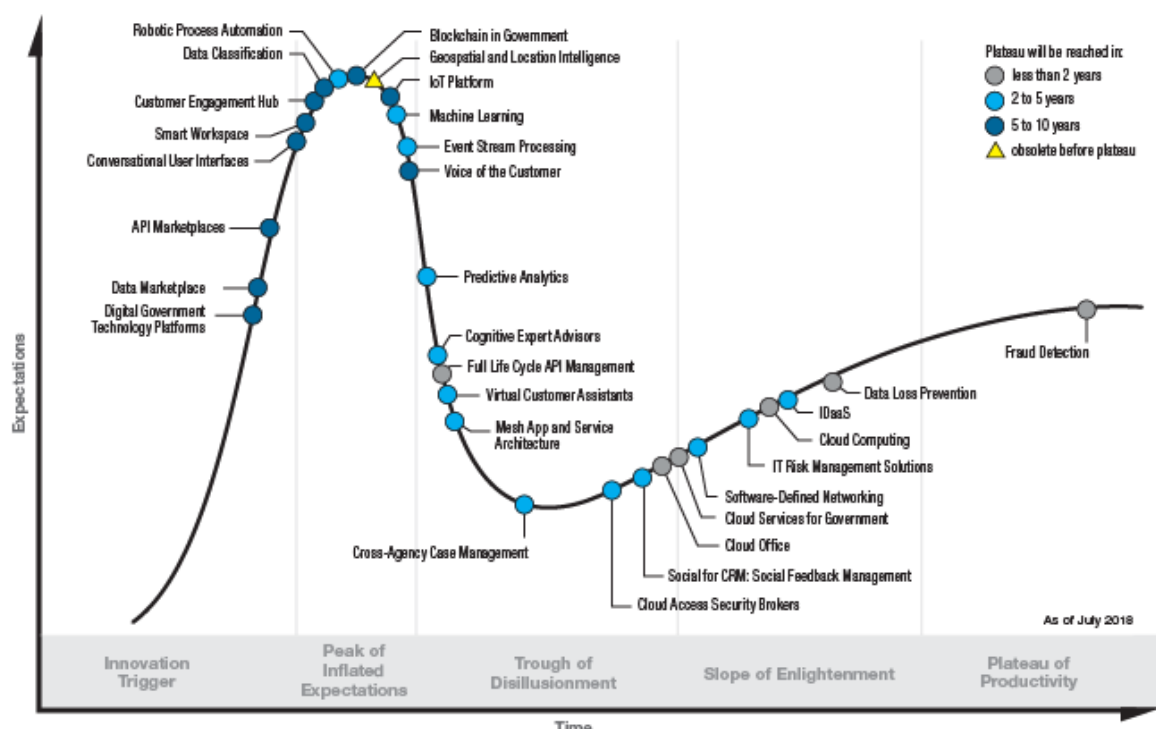 Robotic Process Automation
Data Classification
Customer Engagement Hub
Smart Workspace
Conversational User Interfaces
API Marketplaces
Data Marketplace
Digital Government
Technology Platforms
Blockchain in Government
Geospatial and Location Intelligence
IoT Platform
Machine Learning
Event Stream Processing
Voice of the Customer
Predictive Analytics
Cognitive Expert Advisors
Full Life Cycle API Management
Virtual Customer Assistants
Mesh App and Service
Architecture
Cross-Agency Case Management
Cloud Access Security Brokers
Social for CRM: Social Feedback Management
Cloud Office
Cloud Services for Government
Software-Defined Networking
IT Risk Management Solutions
Cloud Computing
IDaaS
Data Loss Prevention
Fraud Detection
Plateau will be reached in:
less than 2 years
2 to 5 years
5 to 10 years
obsolete before plateau
As of July 2018
Expectations
Innovation
Trigger
Peak of
Inflated
Expectations
Trough of
Disillusionment
Slope of Enlightenment
Plateau of
Productivity
Time